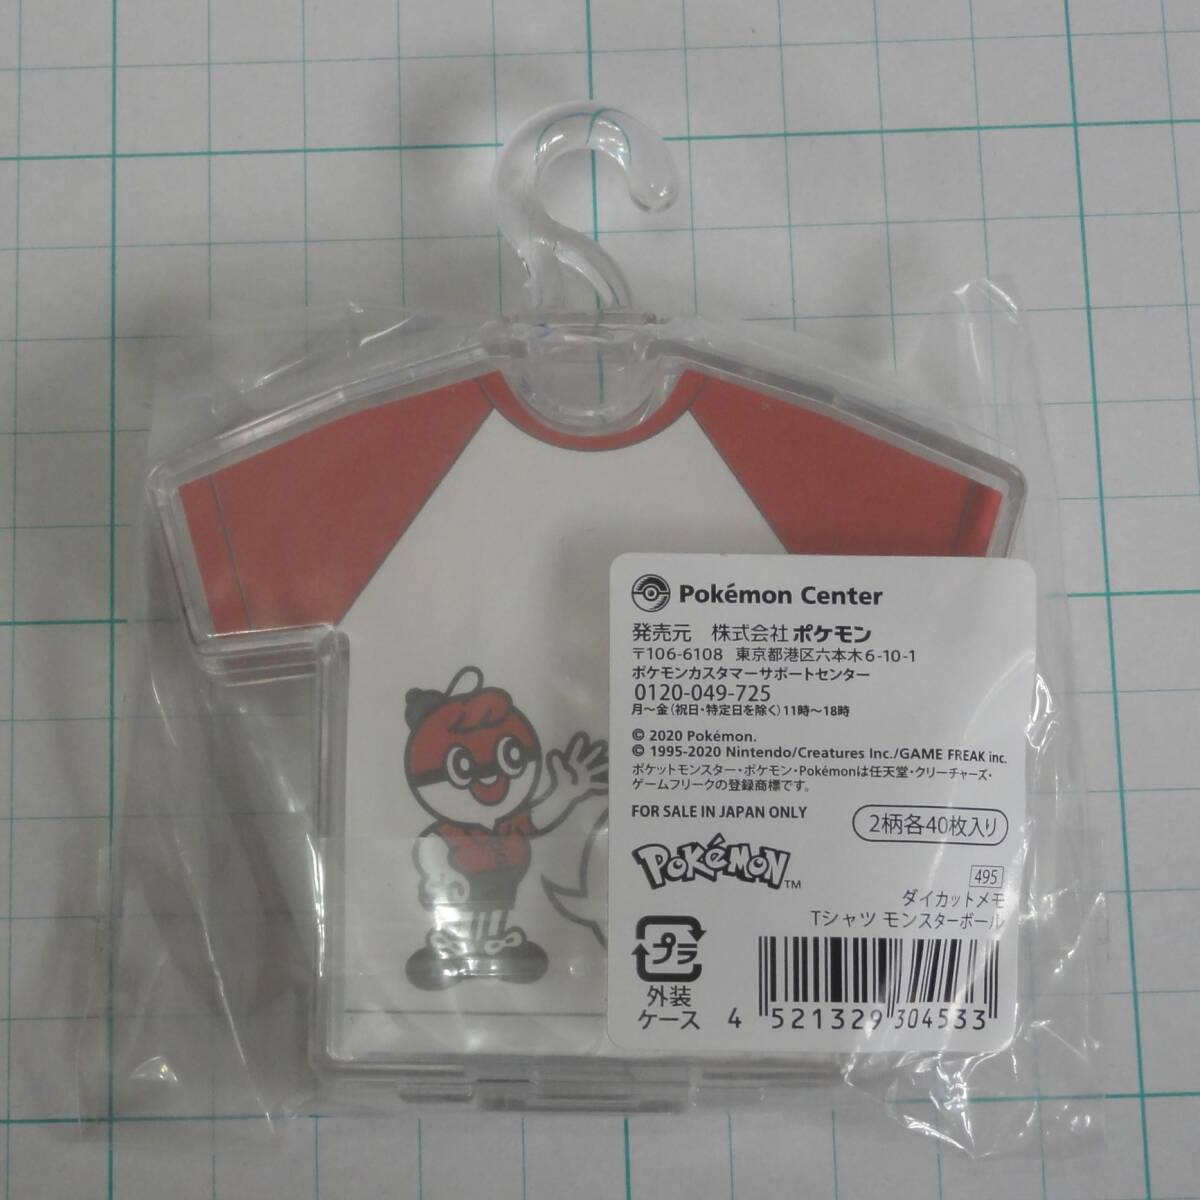 Pokémon Center
発売元 株式会社ポケモン
〒106-6108 東京都港区六本木6-10-1
ポケモンカスタマーサポートセンター
0120-049-725
月～金(祝日・特定日を除く)11時～18時
© 2020 Pokémon.
© 1995-2020 Nintendo/Creatures Inc./GAME FREAK inc.
ポケットモンスター・ポケモン・Pokémonは任天堂・クリーチャーズ・
ゲームフリークの登録商標です。
FOR SALE IN JAPAN ONLY
2柄各40枚入り
POKéMON TM
495
ダイカットメモ
Tシャツ モンスターボール
プラ
外装
ケース
4 521329 304533